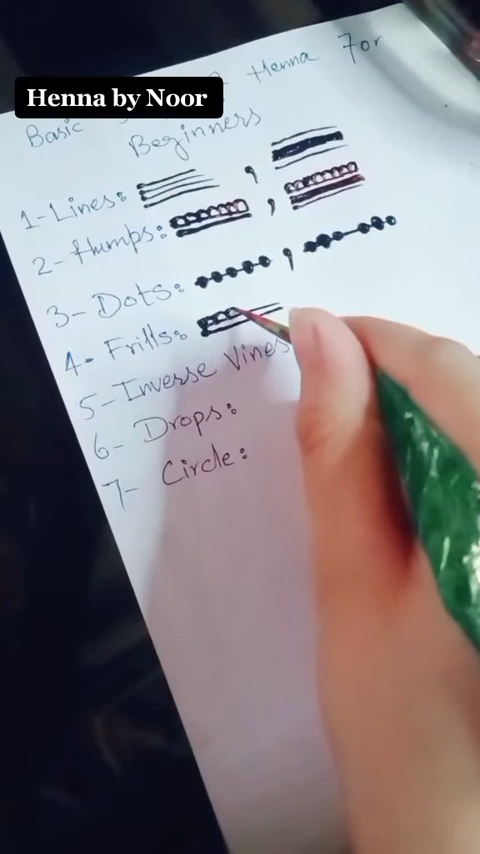 Henna by Noor
Basic Henna For
Beginners
1-Lines: ,
2-Humps: ,
3-Dots: ,
4-Frills:
5-Inverse Vines
6-Drops:
7-Circle: